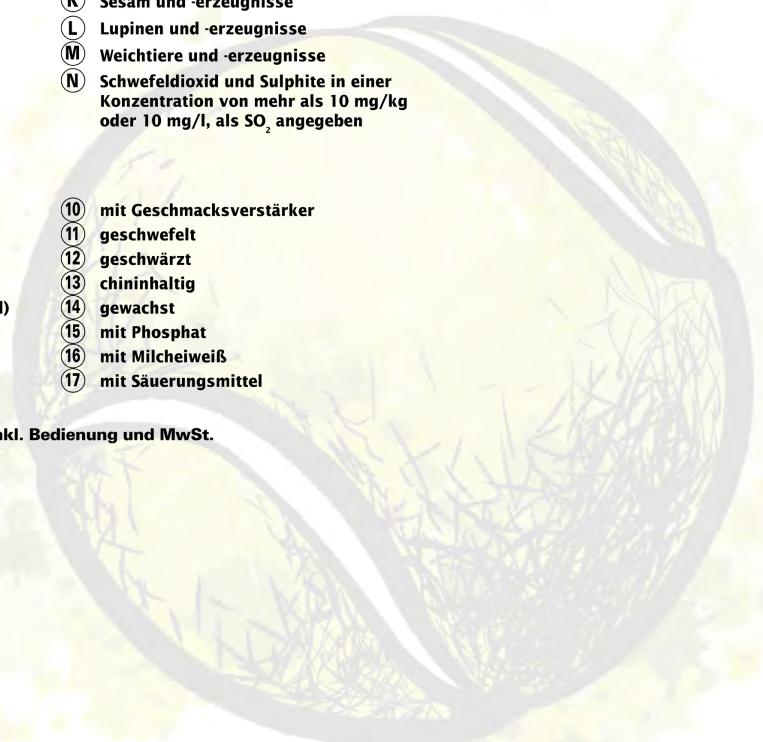 K Sesam und -erzeugnisse
L Lupinen und -erzeugnisse
M Weichtiere und -erzeugnisse
N Schwefeldioxid und Sulphite in einer
Konzentration von mehr als 10 mg/kg
oder 10 mg/l, als SO2 angegeben
10 mit Geschmacksverstärker
11 geschwefelt
12 geschwärzt
13 chininhaltig
14 gewachst
15 mit Phosphat
16 mit Milcheiweiß
17 mit Säuerungsmittel
Bedienung und MwSt.